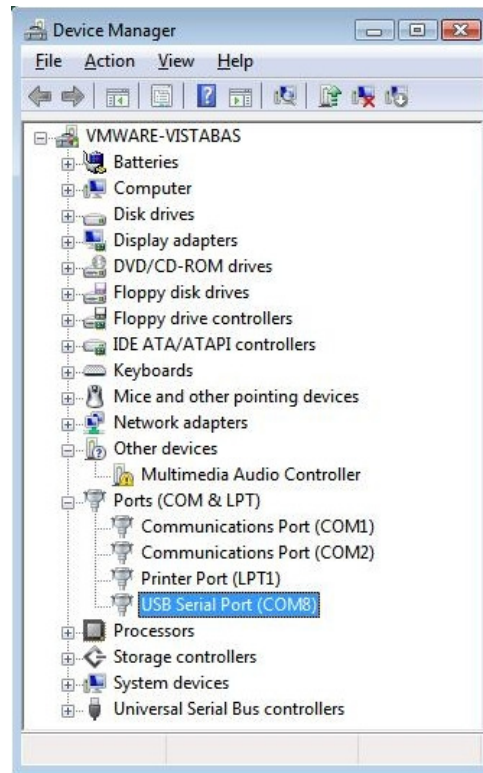 Device Manager
File Action View Help
VMWARE-VISTABAS
Batteries
Computer
Disk drives
Display adapters
DVD/CD-ROM drives
Floppy disk drives
Floppy drive controllers
IDE ATA/ATAPI controllers
Keyboards
Mice and other pointing devices
Network adapters
Other devices
Multimedia Audio Controller
Ports (COM & LPT)
Communications Port (COM1)
Communications Port (COM2)
Printer Port (LPT1)
USB Serial Port (COM8)
Processors
Storage controllers
System devices
Universal Serial Bus controllers